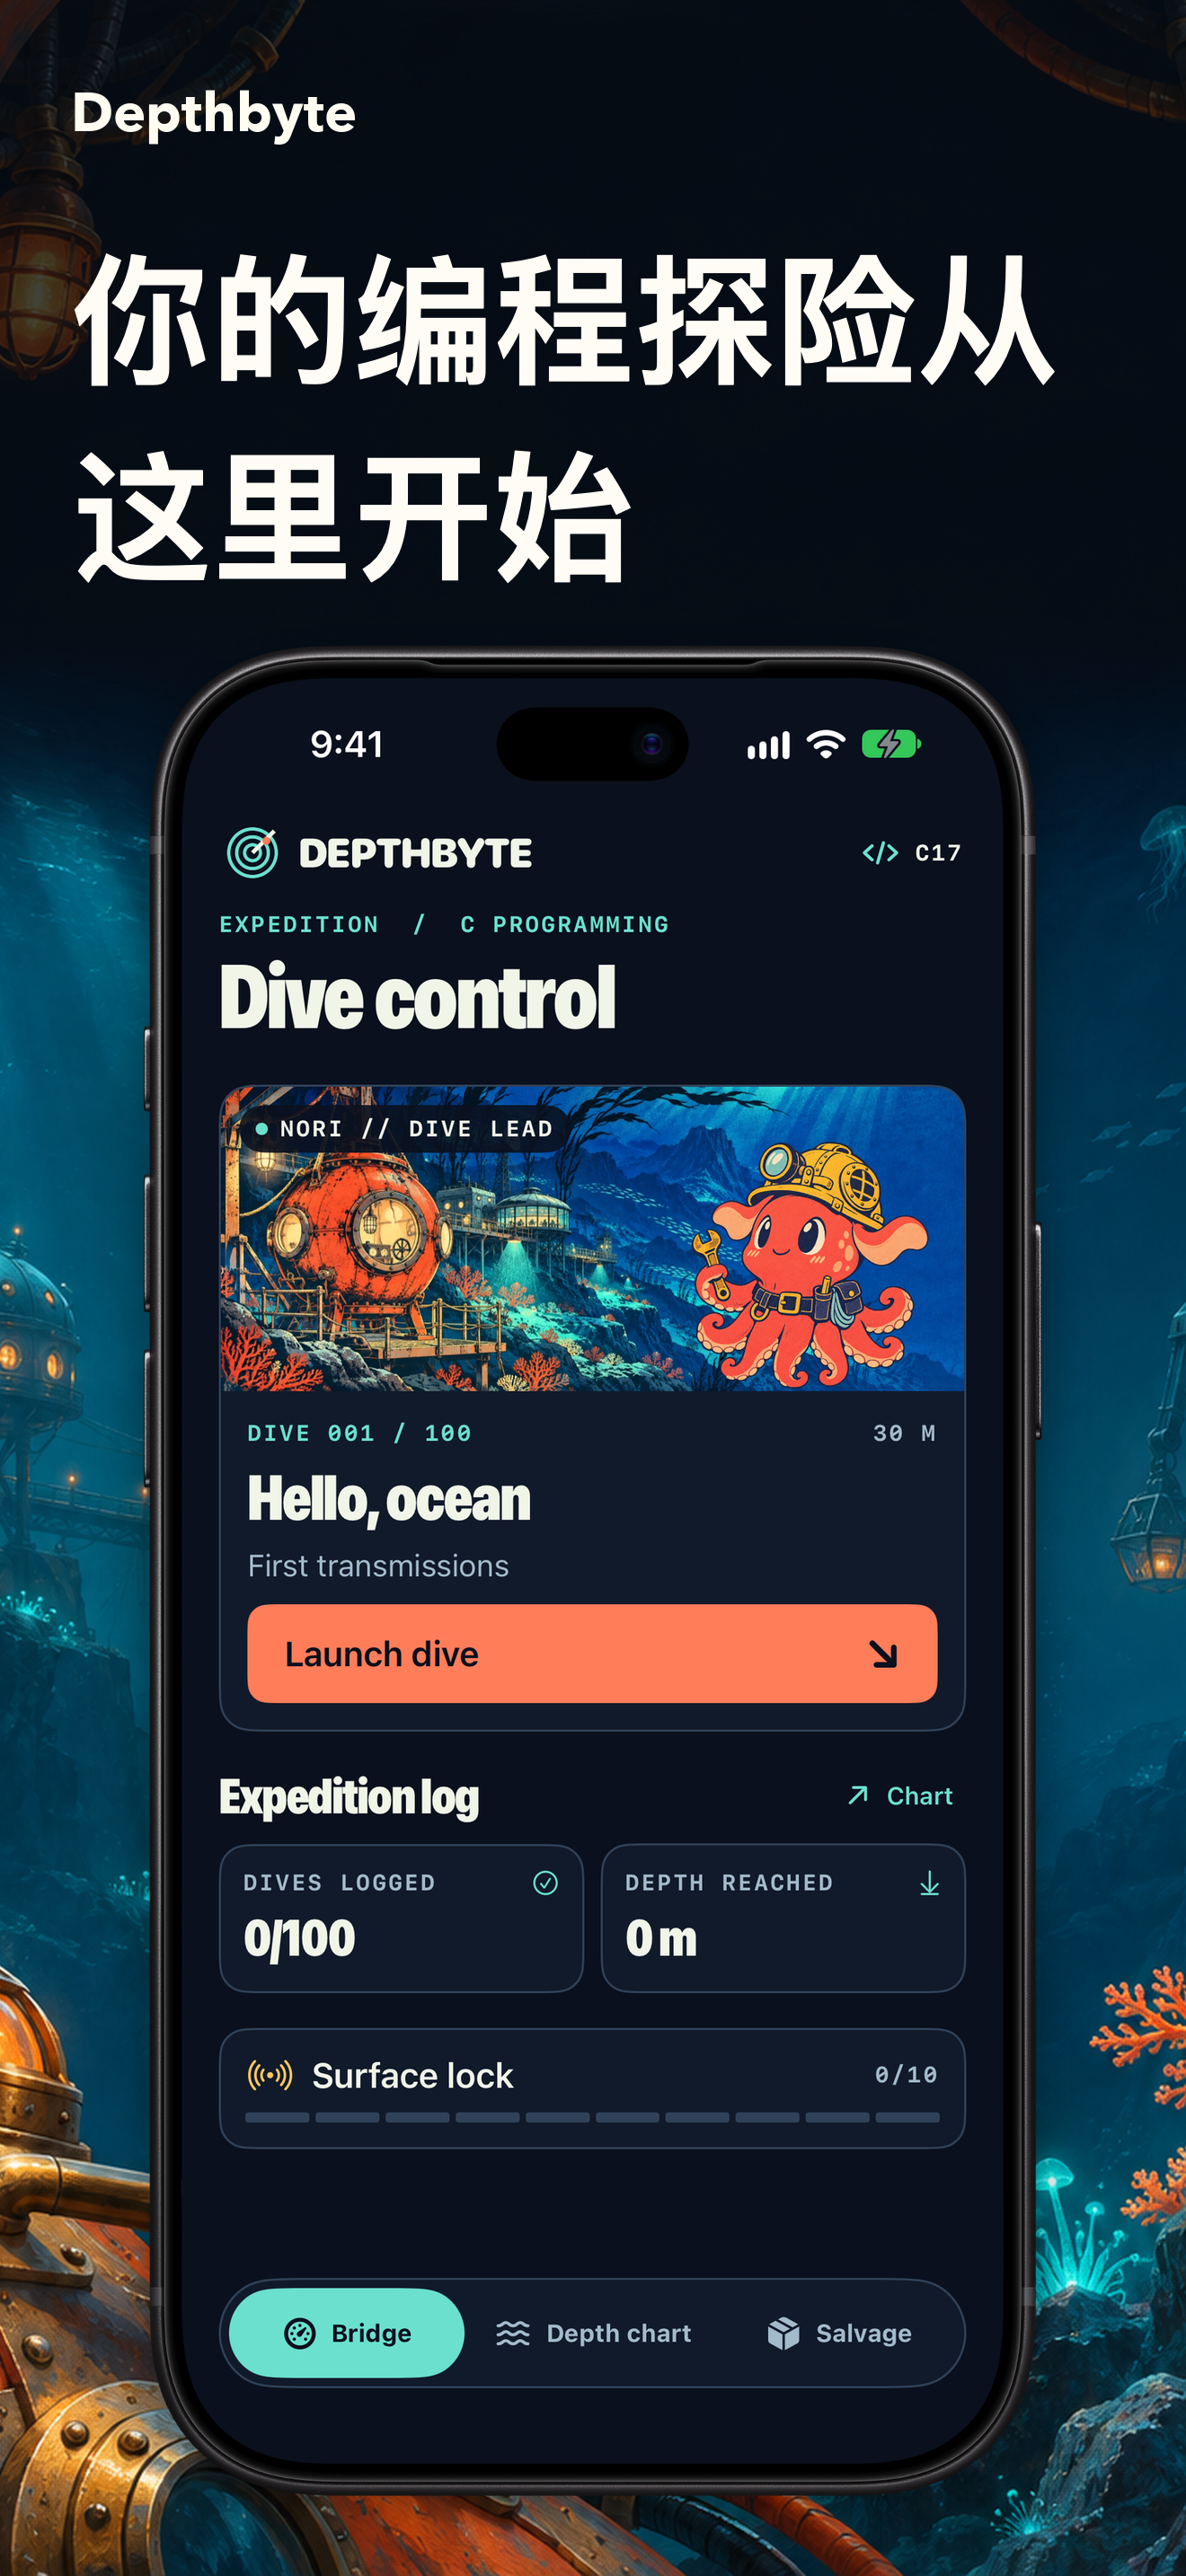 Depthbyte
你的编程探险从
这里开始
9:41
DEPTHBYTE
</> C17
EXPEDITION / C PROGRAMMING
Dive control
NORI // DIVE LEAD
DIVE 001 / 100
30 M
Hello, ocean
First transmissions
Launch dive
Expedition log
Chart
DIVES LOGGED
0/100
DEPTH REACHED
0 m
Surface lock
0/10
Bridge
Depth chart
Salvage